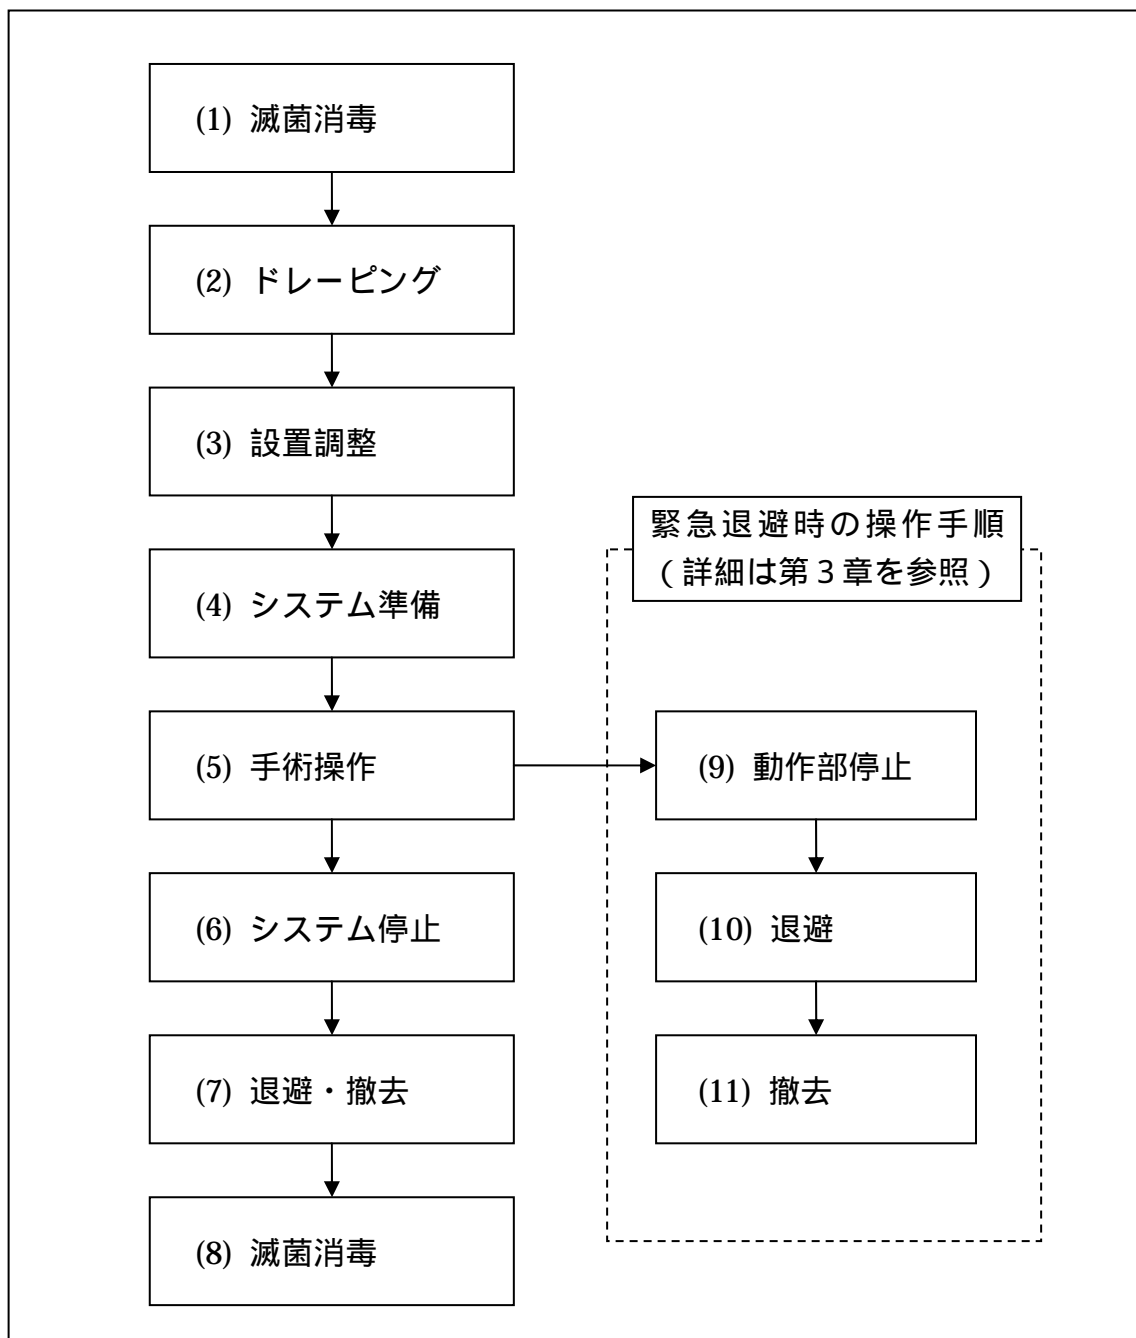 (1) 滅菌消毒
(2) ドレーピング
(3) 設置調整
(4) システム準備
(5) 手術操作
(6) システム停止
(7) 退避・撤去
(8) 滅菌消毒
緊急退避時の操作手順
（詳細は第３章を参照）
(9) 動作部停止
(10) 退避
(11) 撤去